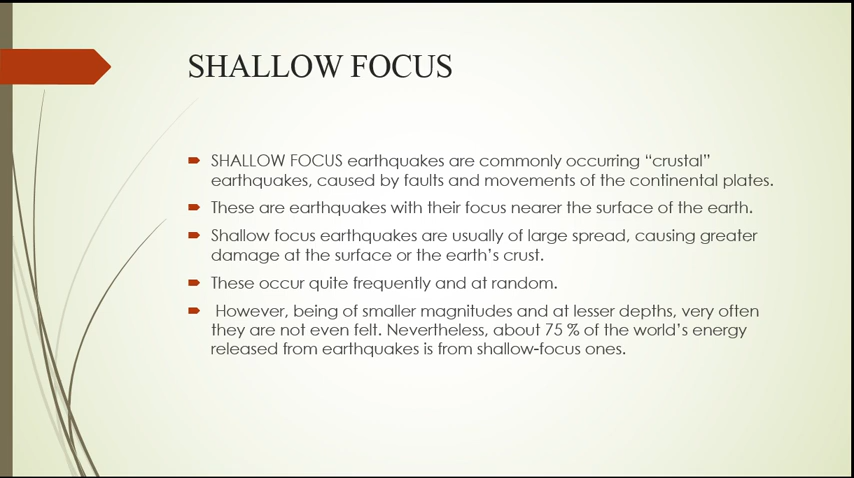 SHALLOW FOCUS
SHALLOW FOCUS earthquakes are commonly occurring “crustal”
earthquakes, caused by faults and movements of the continental plates.
These are earthquakes with their focus nearer the surface of the earth.
Shallow focus earthquakes are usually of large spread, causing greater
damage at the surface or the earth’s crust.
These occur quite frequently and at random.
However, being of smaller magnitudes and at lesser depths, very often
they are not even felt. Nevertheless, about 75 % of the world’s energy
released from earthquakes is from shallow-focus ones.